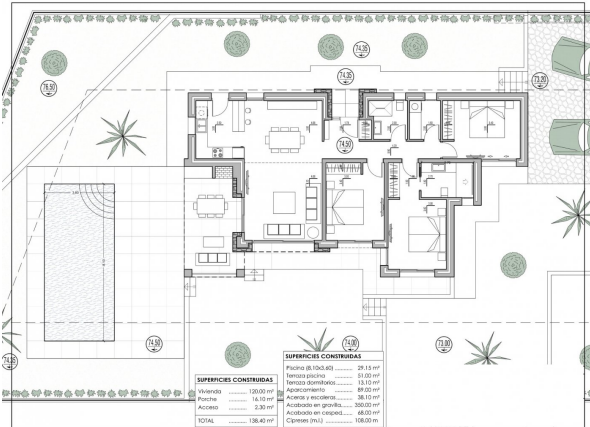 74.35
74.35
76.50
73.20
74.50
74.50
74.00
73.00
74.35
SUPERFICIES CONSTRUIDAS
Vivienda ............ 120.00 m²
Porche ............ 16.10 m²
Acceso ............ 2.30 m²
TOTAL ............ 138.40 m²
SUPERFICIES CONSTRUIDAS
Piscina (8.10x3.60) ............ 29.15 m²
Terraza piscina ............ 51.00 m²
Terraza dormitorios ............ 13.10 m²
Aparcamiento ............ 89.00 m²
Aceras y escaleras ............ 38.10 m²
Acabado en gravilla ............ 350.00 m²
Acabado en cesped ............ 68.00 m²
Cipreses (m.l.) ............ 108.00 m